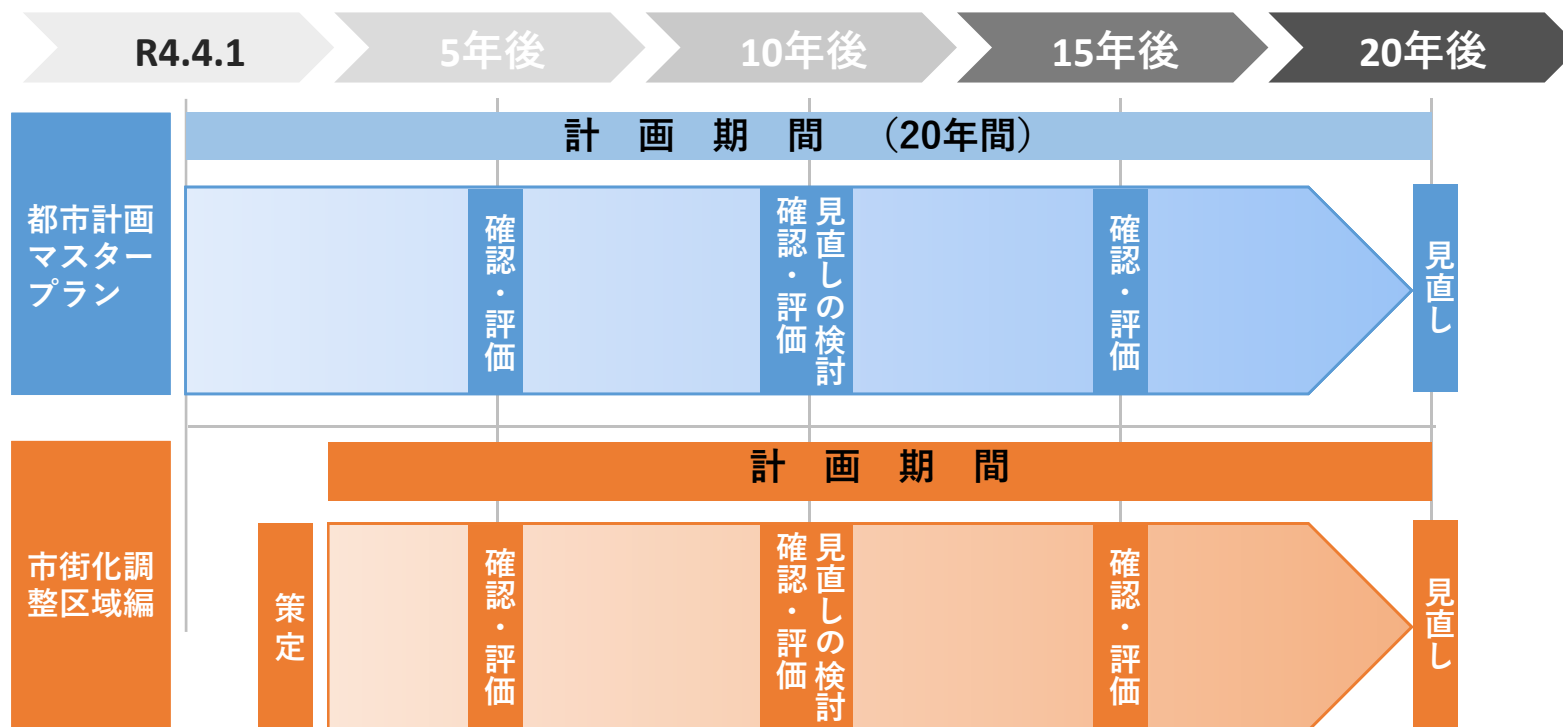 R4.4.1
5年後
10年後
15年後
20年後
都市計画
マスター
プラン
計画期間（20年間）
確認・評価
見直しの検討
確認・評価
確認・評価
見直し
市街化調
整区域編
計画期間
策定
確認・評価
見直しの検討
確認・評価
確認・評価
見直し